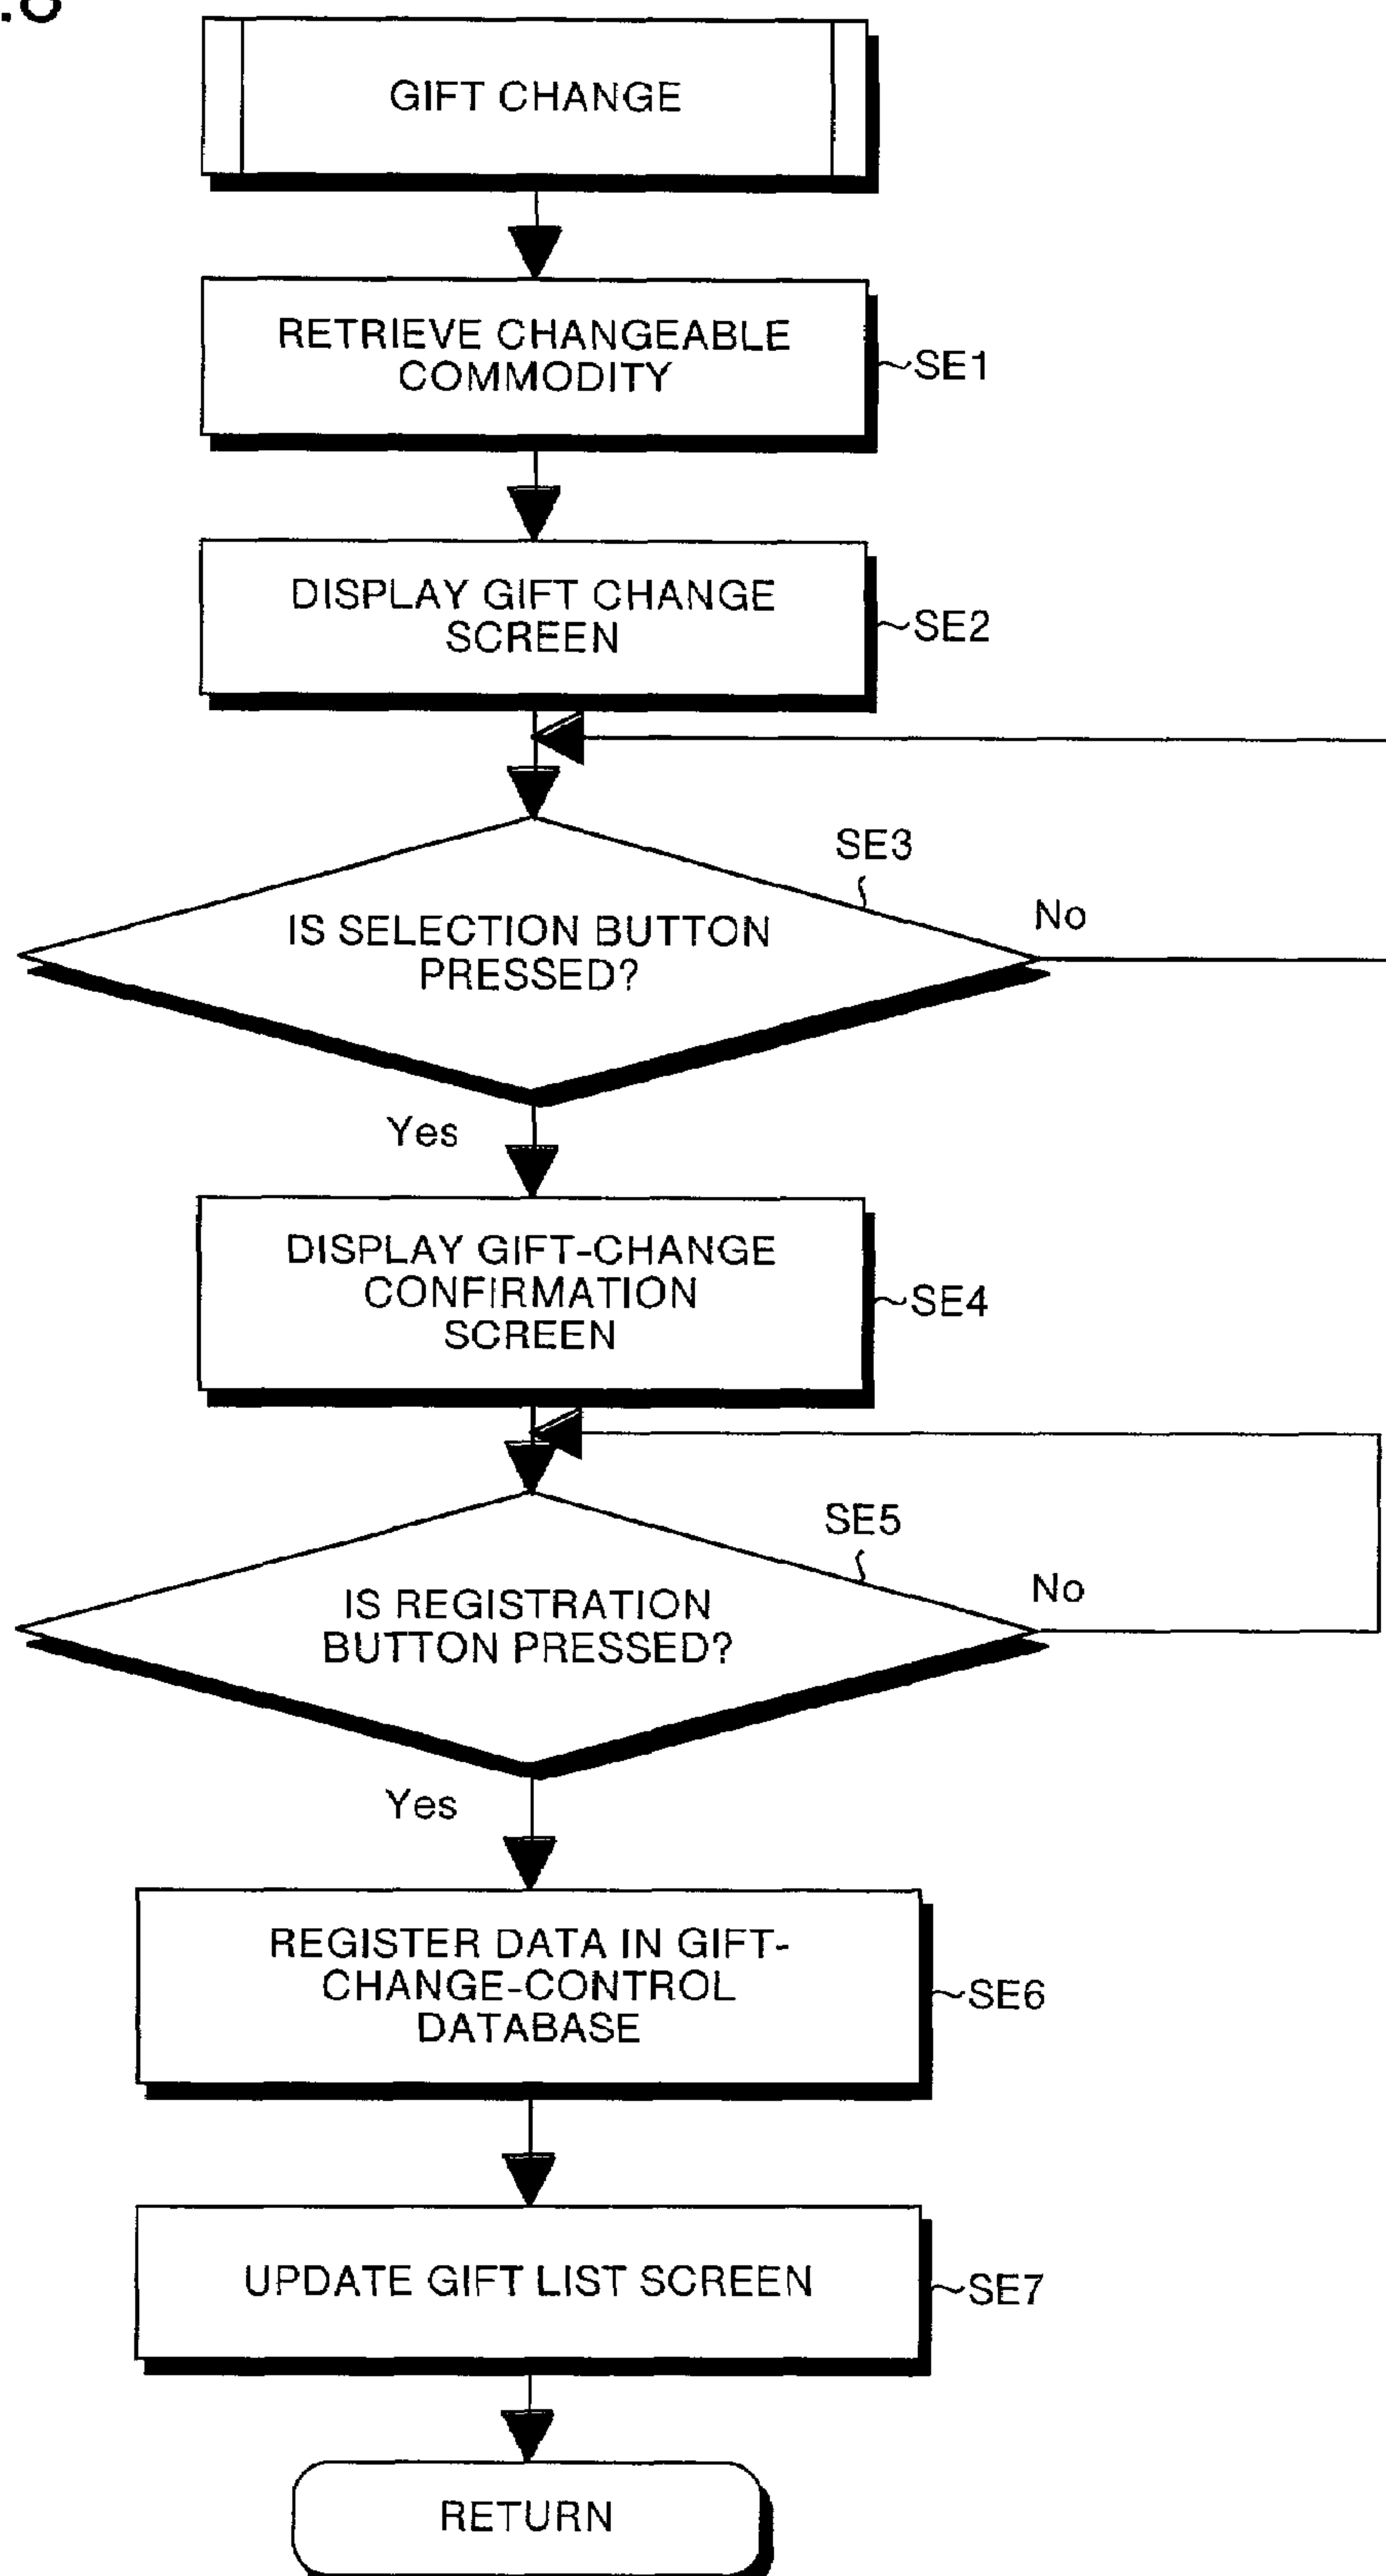 .8
GIFT CHANGE
RETRIEVE CHANGEABLE
COMMODITY
SE1
DISPLAY GIFT CHANGE
SCREEN
SE2
SE3
No
IS SELECTION BUTTON
PRESSED?
Yes
DISPLAY GIFT-CHANGE
CONFIRMATION
SCREEN
SE4
SE5
No
IS REGISTRATION
BUTTON PRESSED?
Yes
REGISTER DATA IN GIFT-
CHANGE-CONTROL
DATABASE
SE6
UPDATE GIFT LIST SCREEN
SE7
RETURN